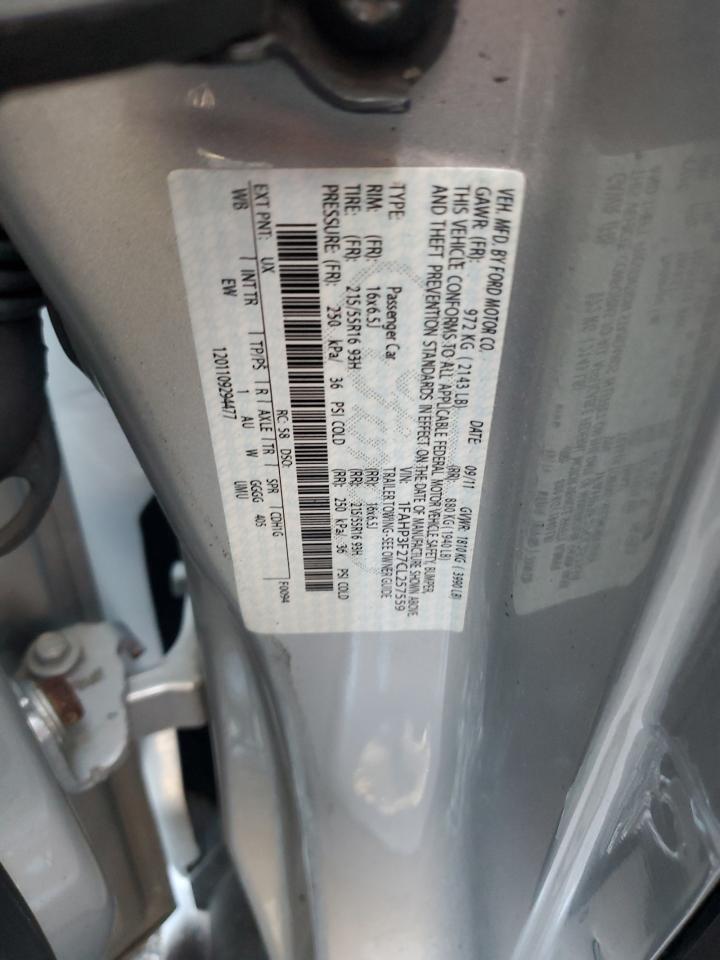 VEH. MFD. BY FORD MOTOR CO.
DATE: 09/11 GVWR: 1810 KG ( 3990 LB)
GAWR: (FR): 972 KG ( 2143 LB) (RR): 880 KG ( 1940 LB)
THIS VEHICLE CONFORMS TO ALL APPLICABLE FEDERAL MOTOR VEHICLE SAFETY, BUMPER,
AND THEFT PREVENTION STANDARDS IN EFFECT ON THE DATE OF MANUFACTURE SHOWN ABOVE.
VIN: 1FAHP3F27CL257559
TYPE: Passenger Car TRAILER TOWING-SEE OWNER GUIDE
RIM: (FR): 16x6.5J (RR): 16x6.5J
TIRE: (FR): 215/55R16 93H (RR): 215/55R16 93H
PRESSURE (FR): 250 kPa/ 36 PSI COLD (RR): 250 kPa/ 36 PSI COLD
F0094
RC: 58 DSO:
EXT PNT: UX
INT TR TP/PS R AXLE TR SPR CDH1G
WB EW 1 AU W GGGG 405
1201109294477 UMU